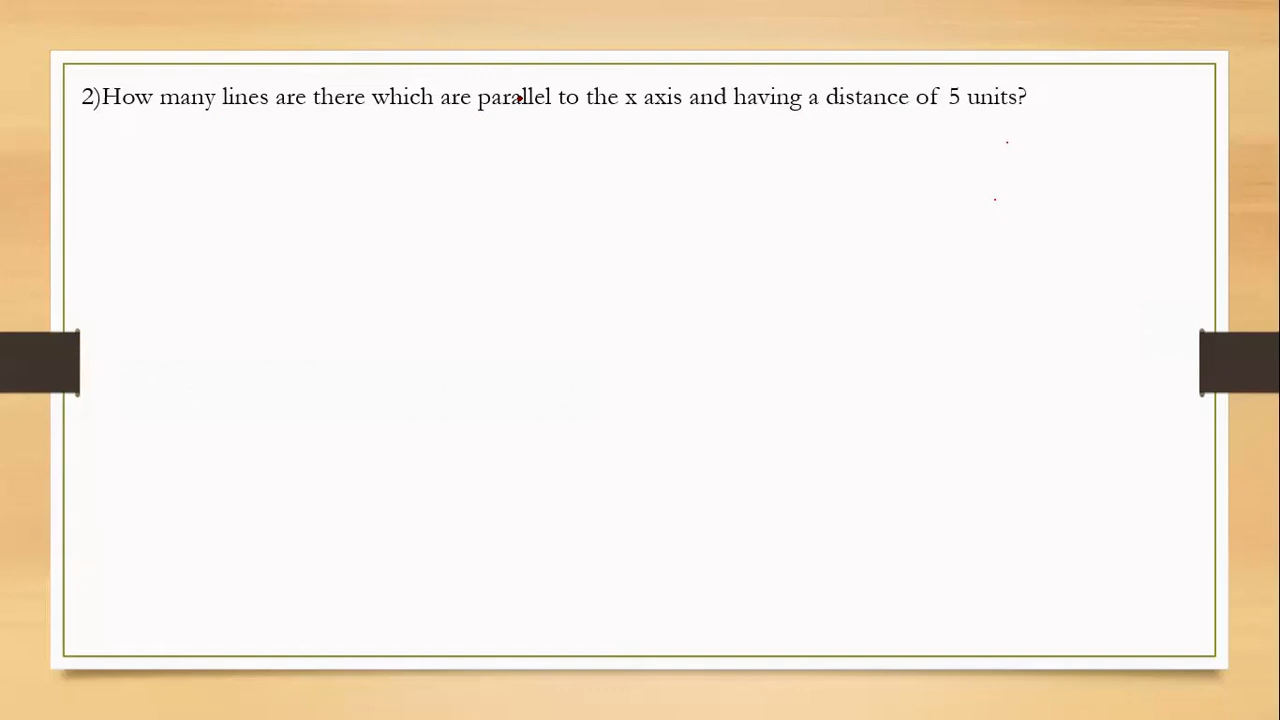 2)How many lines are there which are parallel to the x axis and having a distance of 5 units?